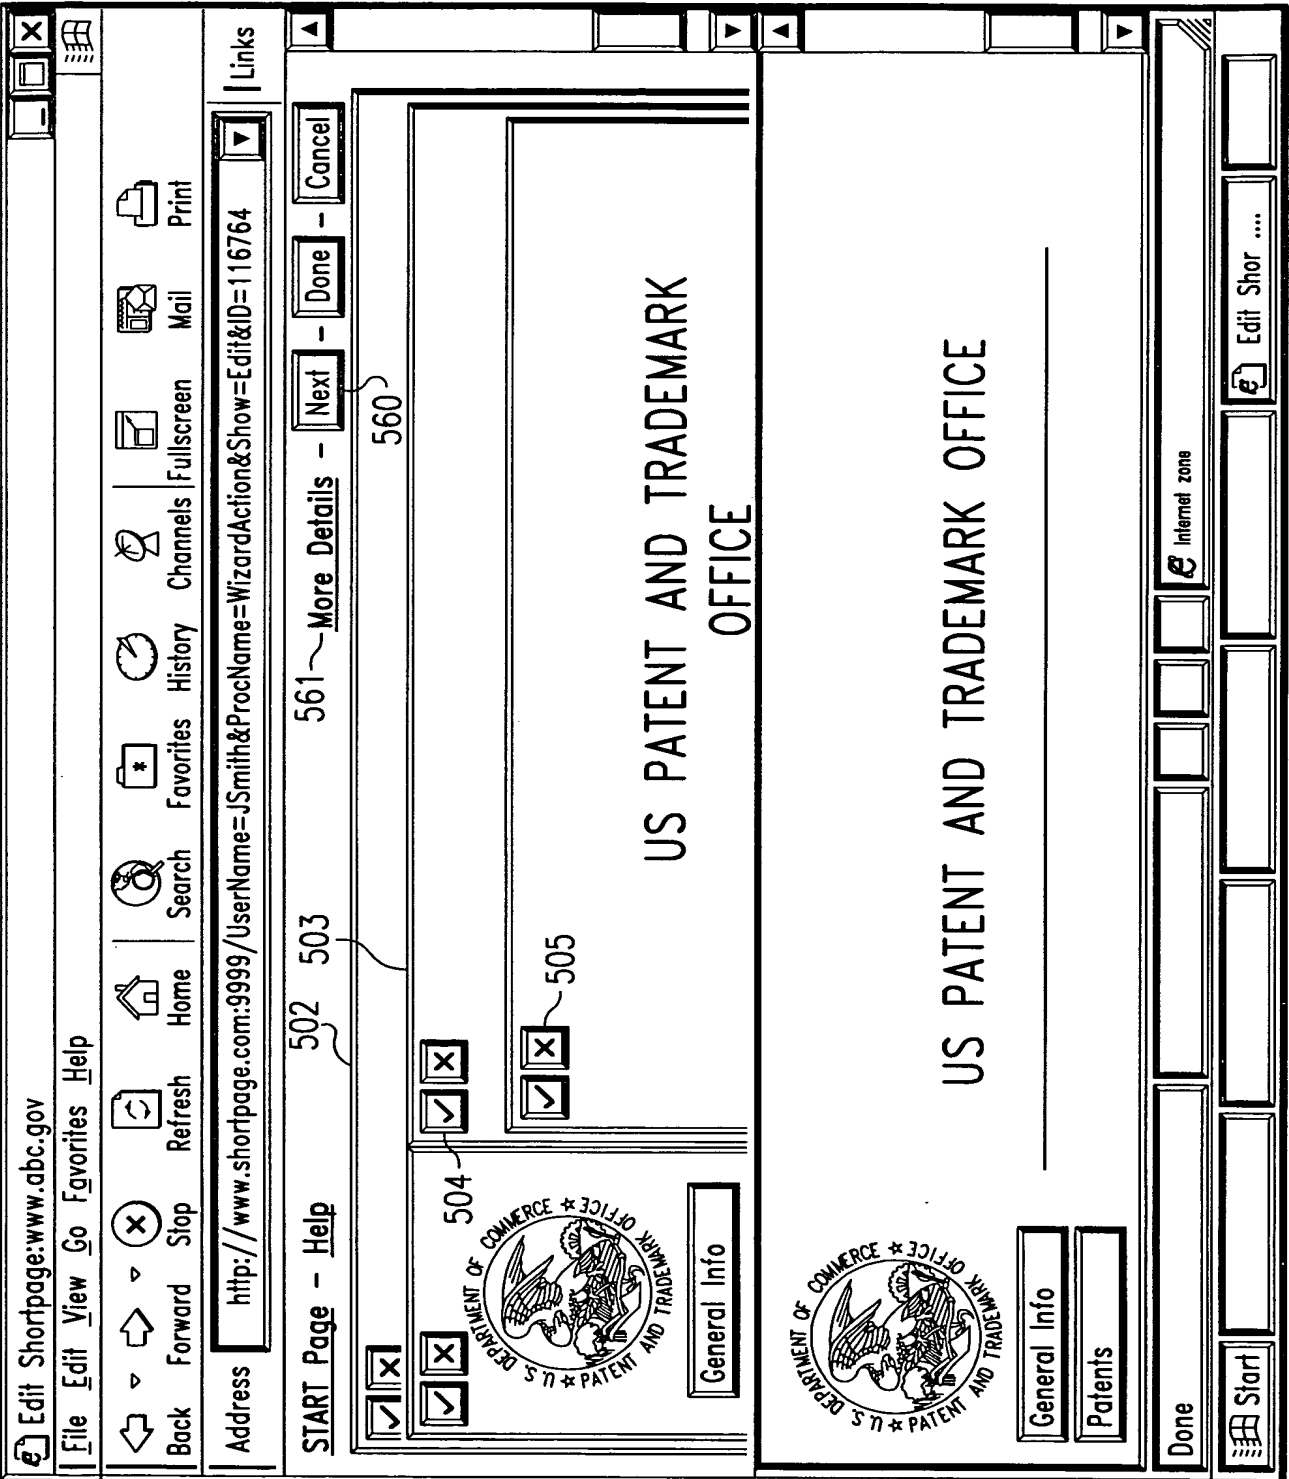 Edit Shortpage:www.abc.gov
File Edit View Go Favorites Help
Back Forward Stop Refresh Home Search Favorites History Channels Fullscreen Mail Print
Address http://www.shortpage.com:9999/UserName=JSmith&ProcName=WizardAction&Show=Edit&ID=116764 Links
START Page - Help 502 503 561 More Details - Next - Done - Cancel
560
504
505
U.S. DEPARTMENT OF COMMERCE ☆ OFFICE
☆ PATENT AND TRADEMARK OFFICE
US PATENT AND TRADEMARK
OFFICE
General Info
U.S. DEPARTMENT OF COMMERCE ☆
☆ PATENT AND TRADEMARK OFFICE
US PATENT AND TRADEMARK OFFICE
General Info
Patents
Done Internet zone
Start Edit Shor ....